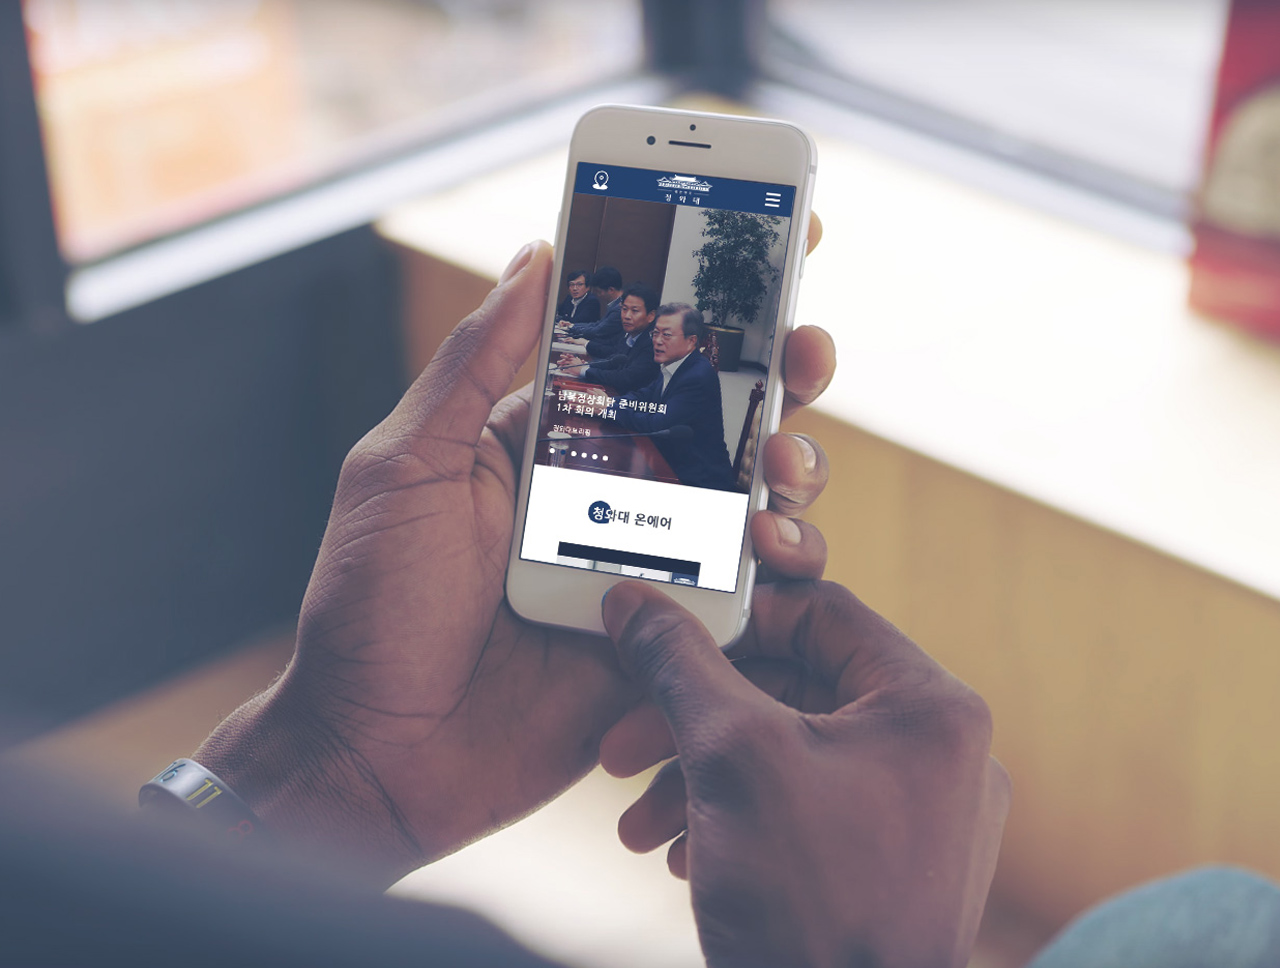 청와대
남북정상회담 준비위원회
1차 회의 개최
청와대브리핑
청와대 온에어
11